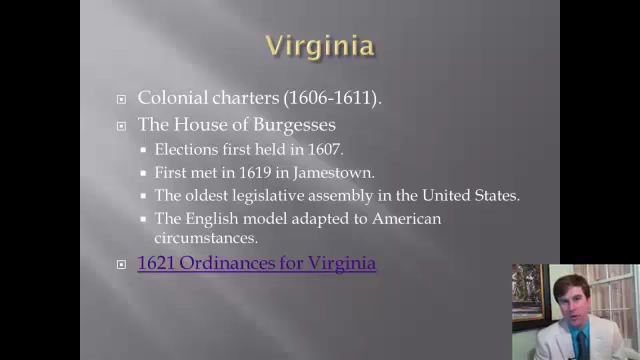 Virginia
Colonial charters (1606-1611).
The House of Burgesses
Elections first held in 1607.
First met in 1619 in Jamestown.
The oldest legislative assembly in the United States.
The English model adapted to American
circumstances.
1621 Ordinances for Virginia